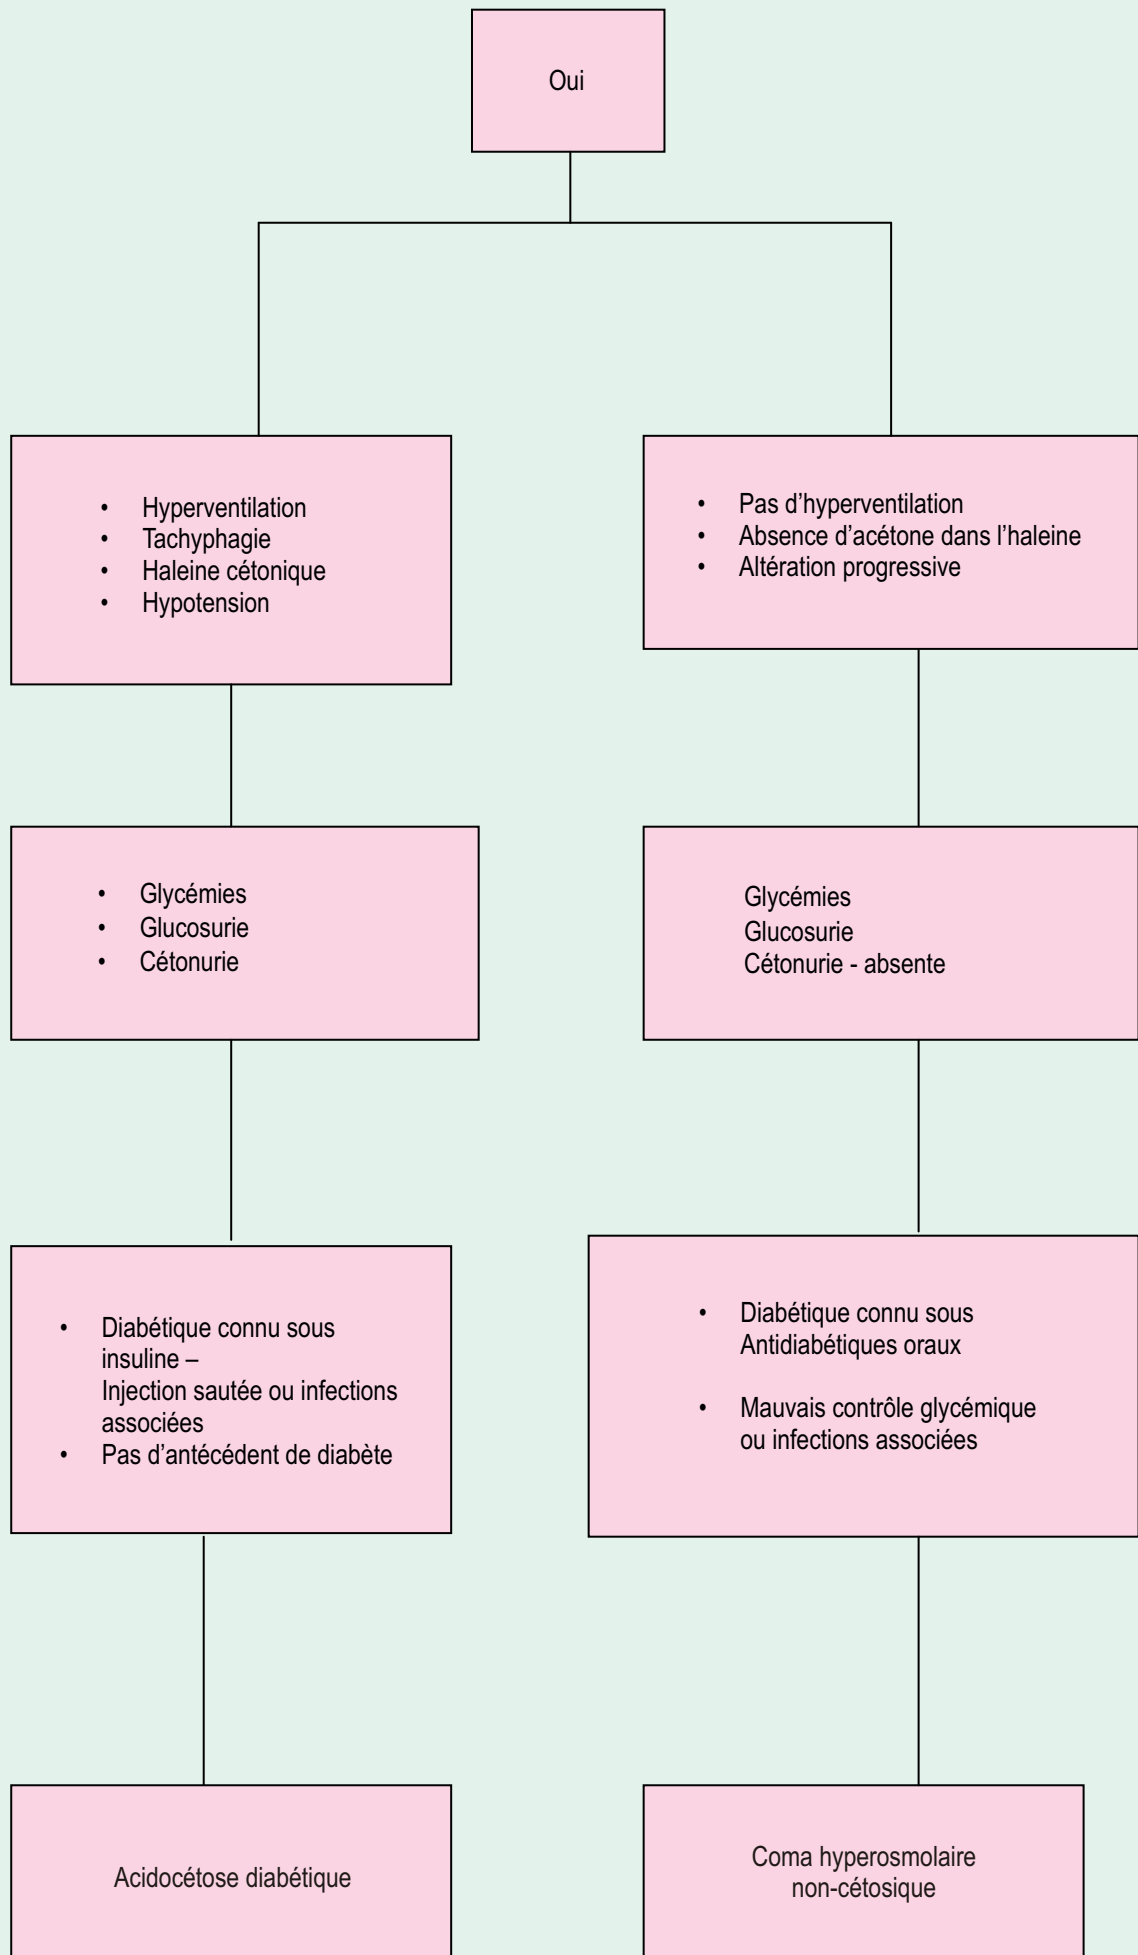 Oui
• Hyperventilation
• Tachyphagie
• Haleine cétonique
• Hypotension
• Pas d’hyperventilation
• Absence d’acétone dans l’haleine
• Altération progressive
• Glycémies
• Glucosurie
• Cétonurie
Glycémies
Glucosurie
Cétonurie - absente
• Diabétique connu sous
insuline –
Injection sautée ou infections
associées
• Pas d’antécédent de diabète
• Diabétique connu sous
Antidiabétiques oraux
• Mauvais contrôle glycémique
ou infections associées
Acidocétose diabétique
Coma hyperosmolaire
non-cétosique